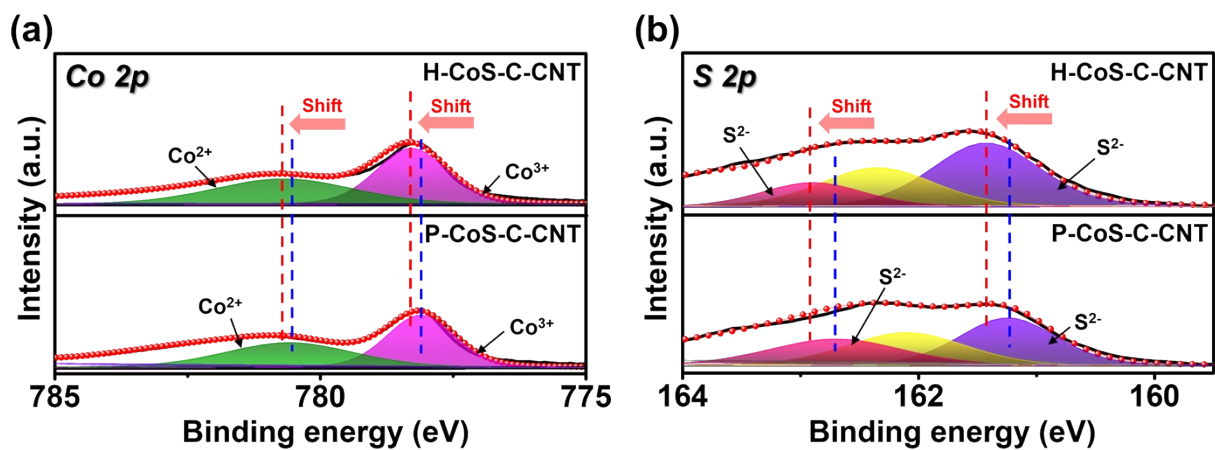 (a)
Co 2p
H-CoS-C-CNT
Shift
Shift
Co²⁺
Co³⁺
P-CoS-C-CNT
Co²⁺
Co³⁺
Intensity (a.u.)
785
780
775
Binding energy (eV)
(b)
S 2p
H-CoS-C-CNT
Shift
Shift
S²⁻
S²⁻
P-CoS-C-CNT
S²⁻
S²⁻
Intensity (a.u.)
164
162
160
Binding energy (eV)